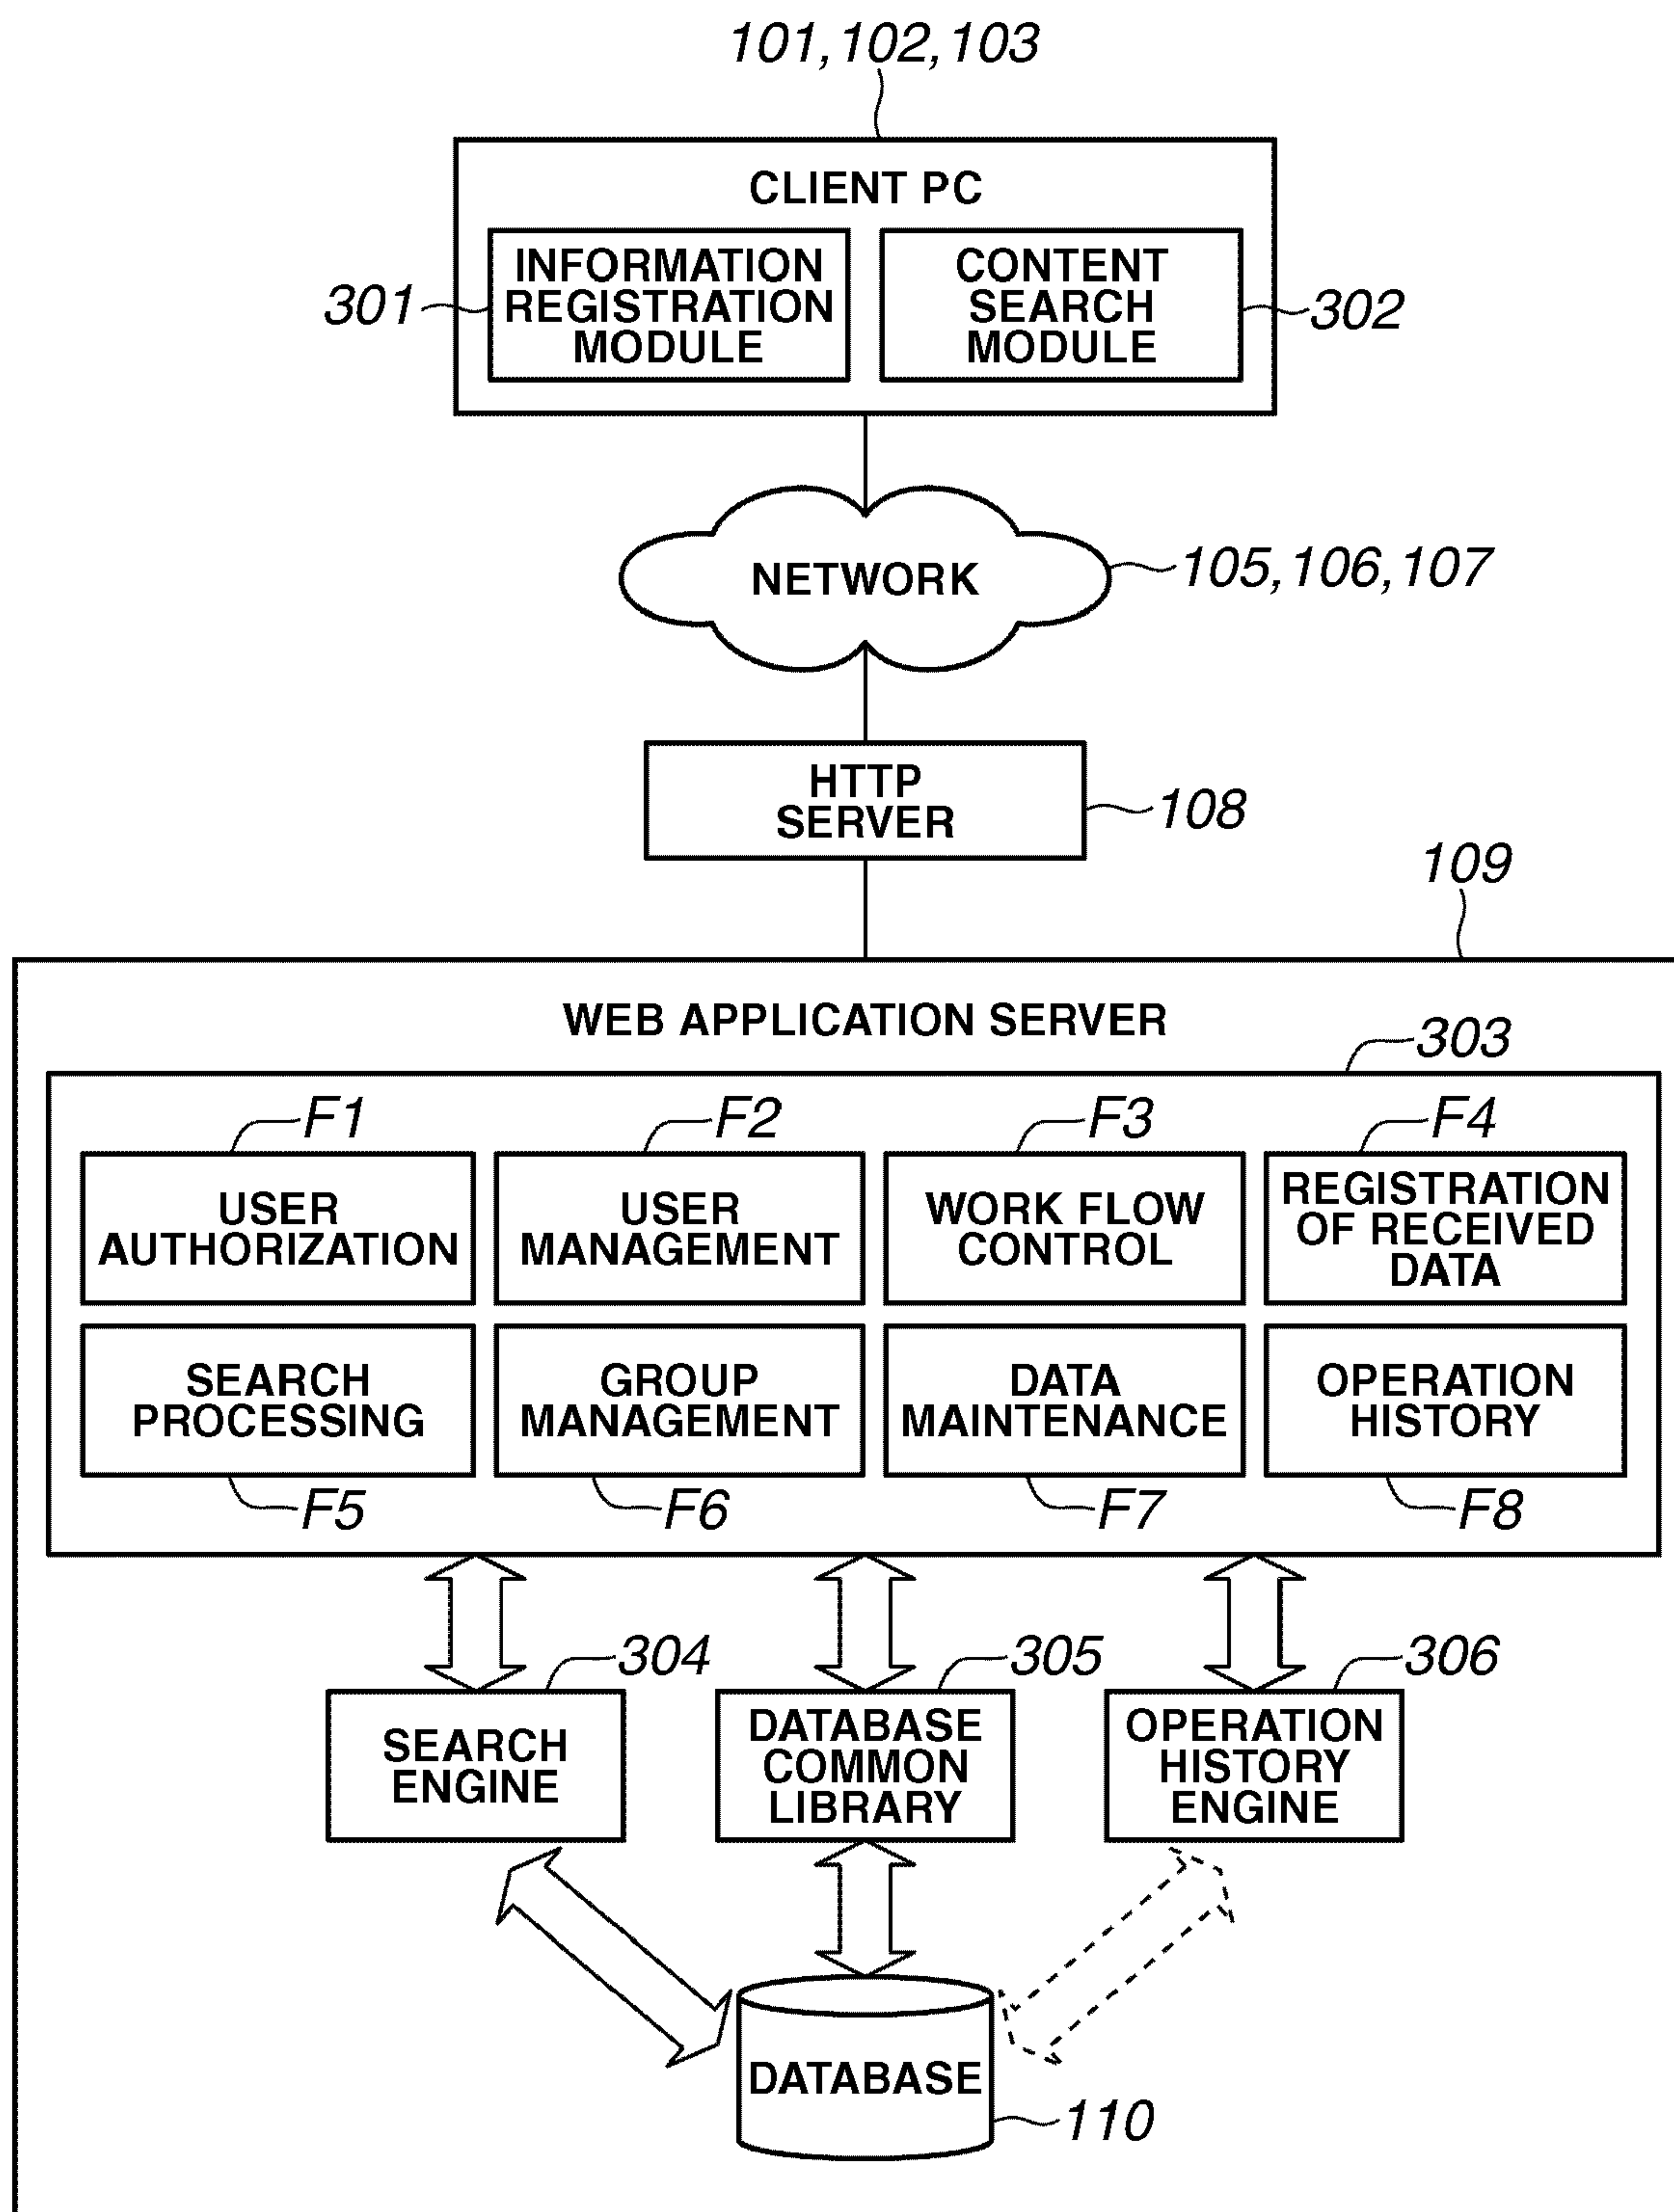 101,102,103
CLIENT PC
INFORMATION
REGISTRATION
MODULE
301
CONTENT
SEARCH
MODULE
302
NETWORK
105,106,107
HTTP
SERVER
108
109
WEB APPLICATION SERVER
303
F1
F2
F3
F4
USER
AUTHORIZATION
USER
MANAGEMENT
WORK FLOW
CONTROL
REGISTRATION
OF RECEIVED
DATA
SEARCH
PROCESSING
GROUP
MANAGEMENT
DATA
MAINTENANCE
OPERATION
HISTORY
F5
F6
F7
F8
304
305
306
SEARCH
ENGINE
DATABASE
COMMON
LIBRARY
OPERATION
HISTORY
ENGINE
DATABASE
110